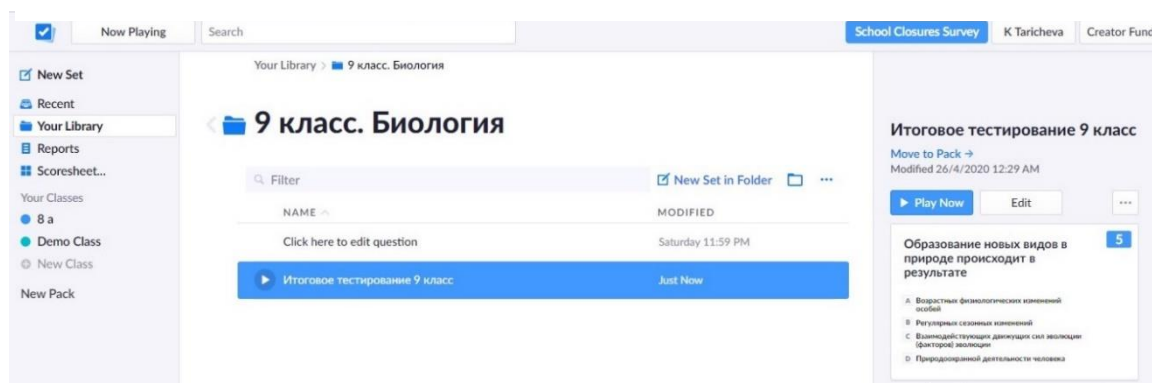 Now Playing
Search
School Closures Survey
K Taricheva
Creator Fund
New Set
Recent
Your Library
Reports
Scoresheet...
Your Classes
8 а
Demo Class
New Class
New Pack
Your Library > 9 класс. Биология
9 класс. Биология
Filter
New Set in Folder
NAME
MODIFIED
Click here to edit question
Saturday 11:59 PM
Итоговое тестирование 9 класс
Just Now
Итоговое тестирование 9 класс
Move to Pack →
Modified 26/4/2020 12:29 AM
Play Now
Edit
5
Образование новых видов в
природе происходит в
результате
A Возрастных физиологических изменений
особей
B Регулярных сезонных изменений
C Взаимодействующих движущих сил эволюции
(факторов) эволюции
D Природоохранной деятельности человека